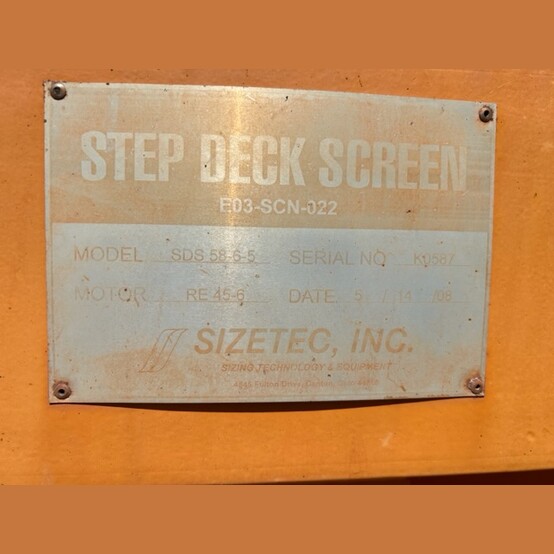 STEP DECK SCREEN
E03-SCN-022
MODEL SDS 58-6-5 SERIAL NO K0587
MOTOR RE 45-6 DATE 5 / 14 /08
SIZETEC, INC.
SIZING TECHNOLOGY & EQUIPMENT